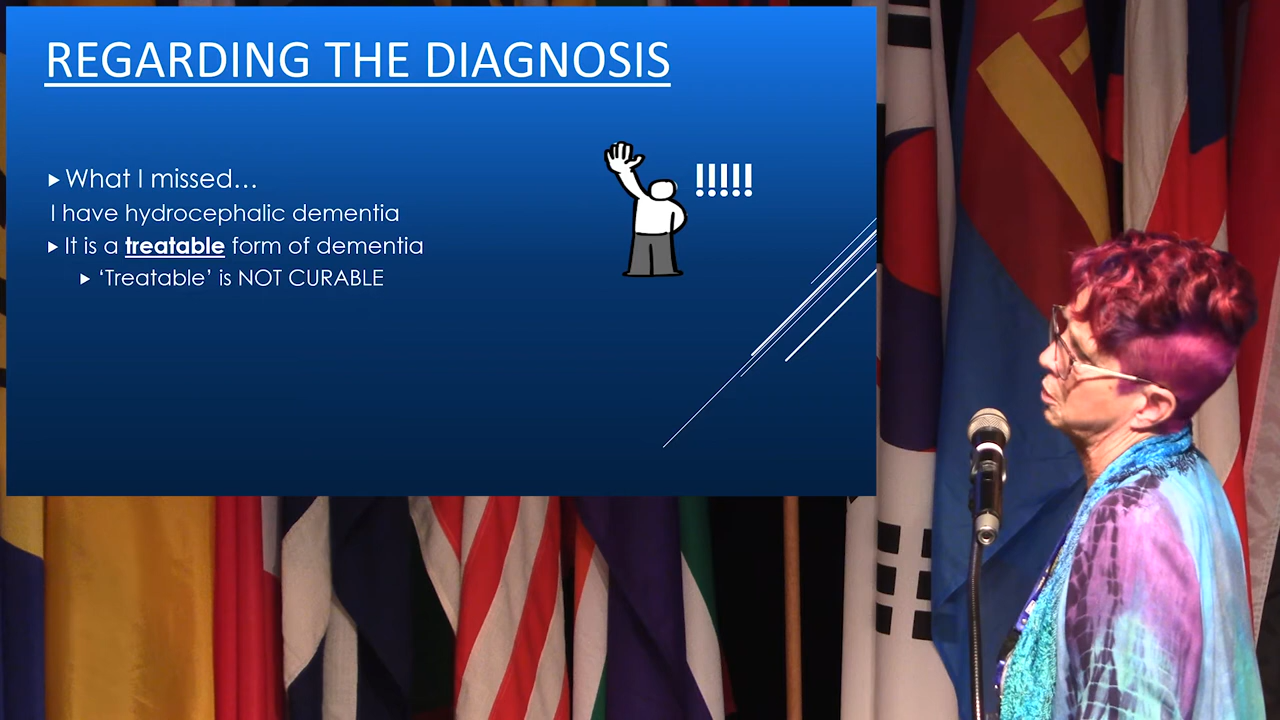 REGARDING THE DIAGNOSIS
What I missed…
!!!!!
I have hydrocephalic dementia
It is a treatable form of dementia
‘Treatable’ is NOT CURABLE